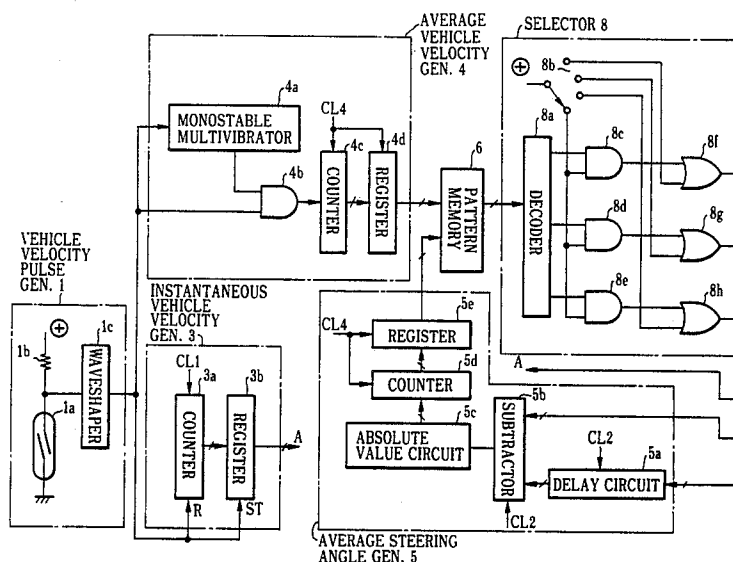 AVERAGE
VEHICLE
VELOCITY
GEN. 4
SELECTOR 8
4a
MONOSTABLE
MULTIVIBRATOR
CL4
4c
4d
4b
COUNTER
REGISTER
6
PATTERN
MEMORY
8b
8a
DECODER
8c
8d
8e
8f
8g
8h
VEHICLE
VELOCITY
PULSE
GEN. 1
1b
1c
WAVESHAPER
1a
INSTANTANEOUS
VEHICLE
VELOCITY
GEN. 3
CL1
3a
3b
COUNTER
REGISTER
A
R
ST
CL4
5e
REGISTER
5d
COUNTER
5c
ABSOLUTE
VALUE CIRCUIT
5b
SUBTRACTOR
CL2
A
CL2
5a
DELAY CIRCUIT
AVERAGE STEERING
ANGLE GEN. 5